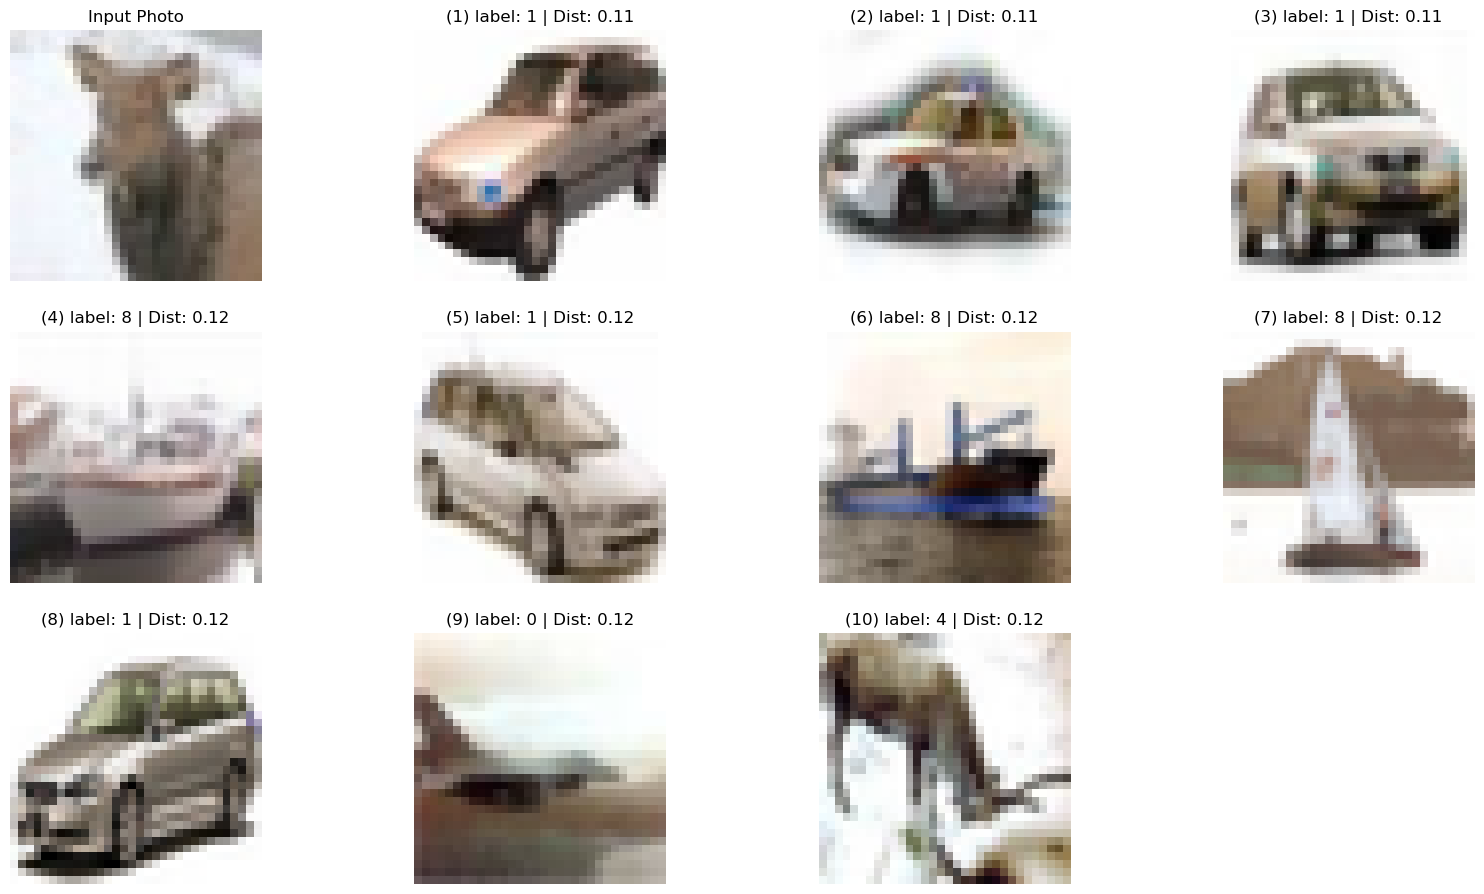 Input Photo
(1) label: 1 | Dist: 0.11
(2) label: 1 | Dist: 0.11
(3) label: 1 | Dist: 0.11
(4) label: 8 | Dist: 0.12
(5) label: 1 | Dist: 0.12
(6) label: 8 | Dist: 0.12
(7) label: 8 | Dist: 0.12
(8) label: 1 | Dist: 0.12
(9) label: 0 | Dist: 0.12
(10) label: 4 | Dist: 0.12